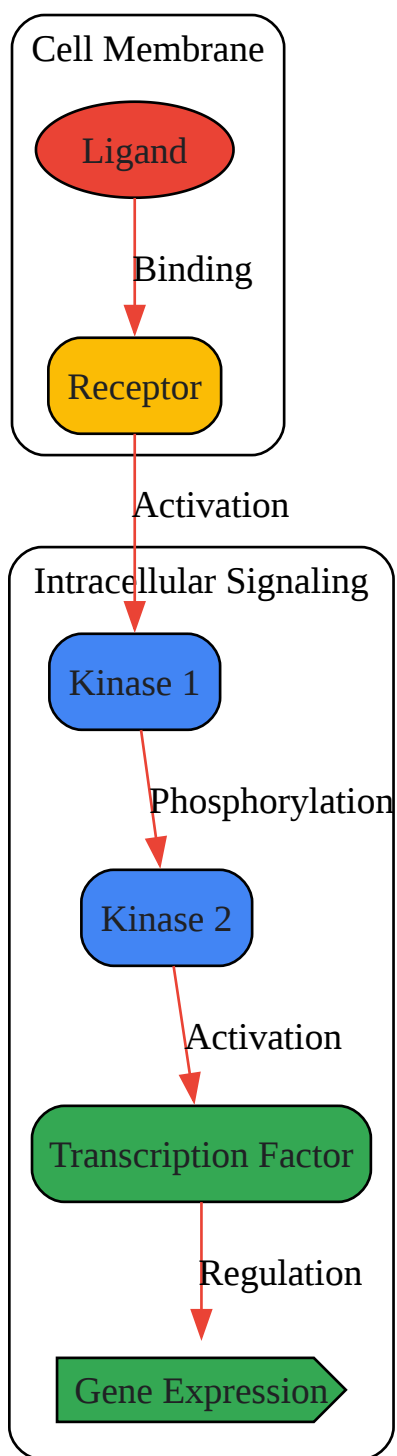 Cell Membrane
Ligand
Binding
Receptor
Activation
Intracellular Signaling
Kinase 1
Phosphorylation
Kinase 2
Activation
Transcription Factor
Regulation
Gene Expression